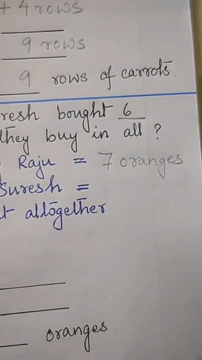 + 4 rows
9 rows
9 rows of carrots.
resh bought 6
they buy in all ?
Raju = 7 oranges
Suresh =
t altogether
oranges